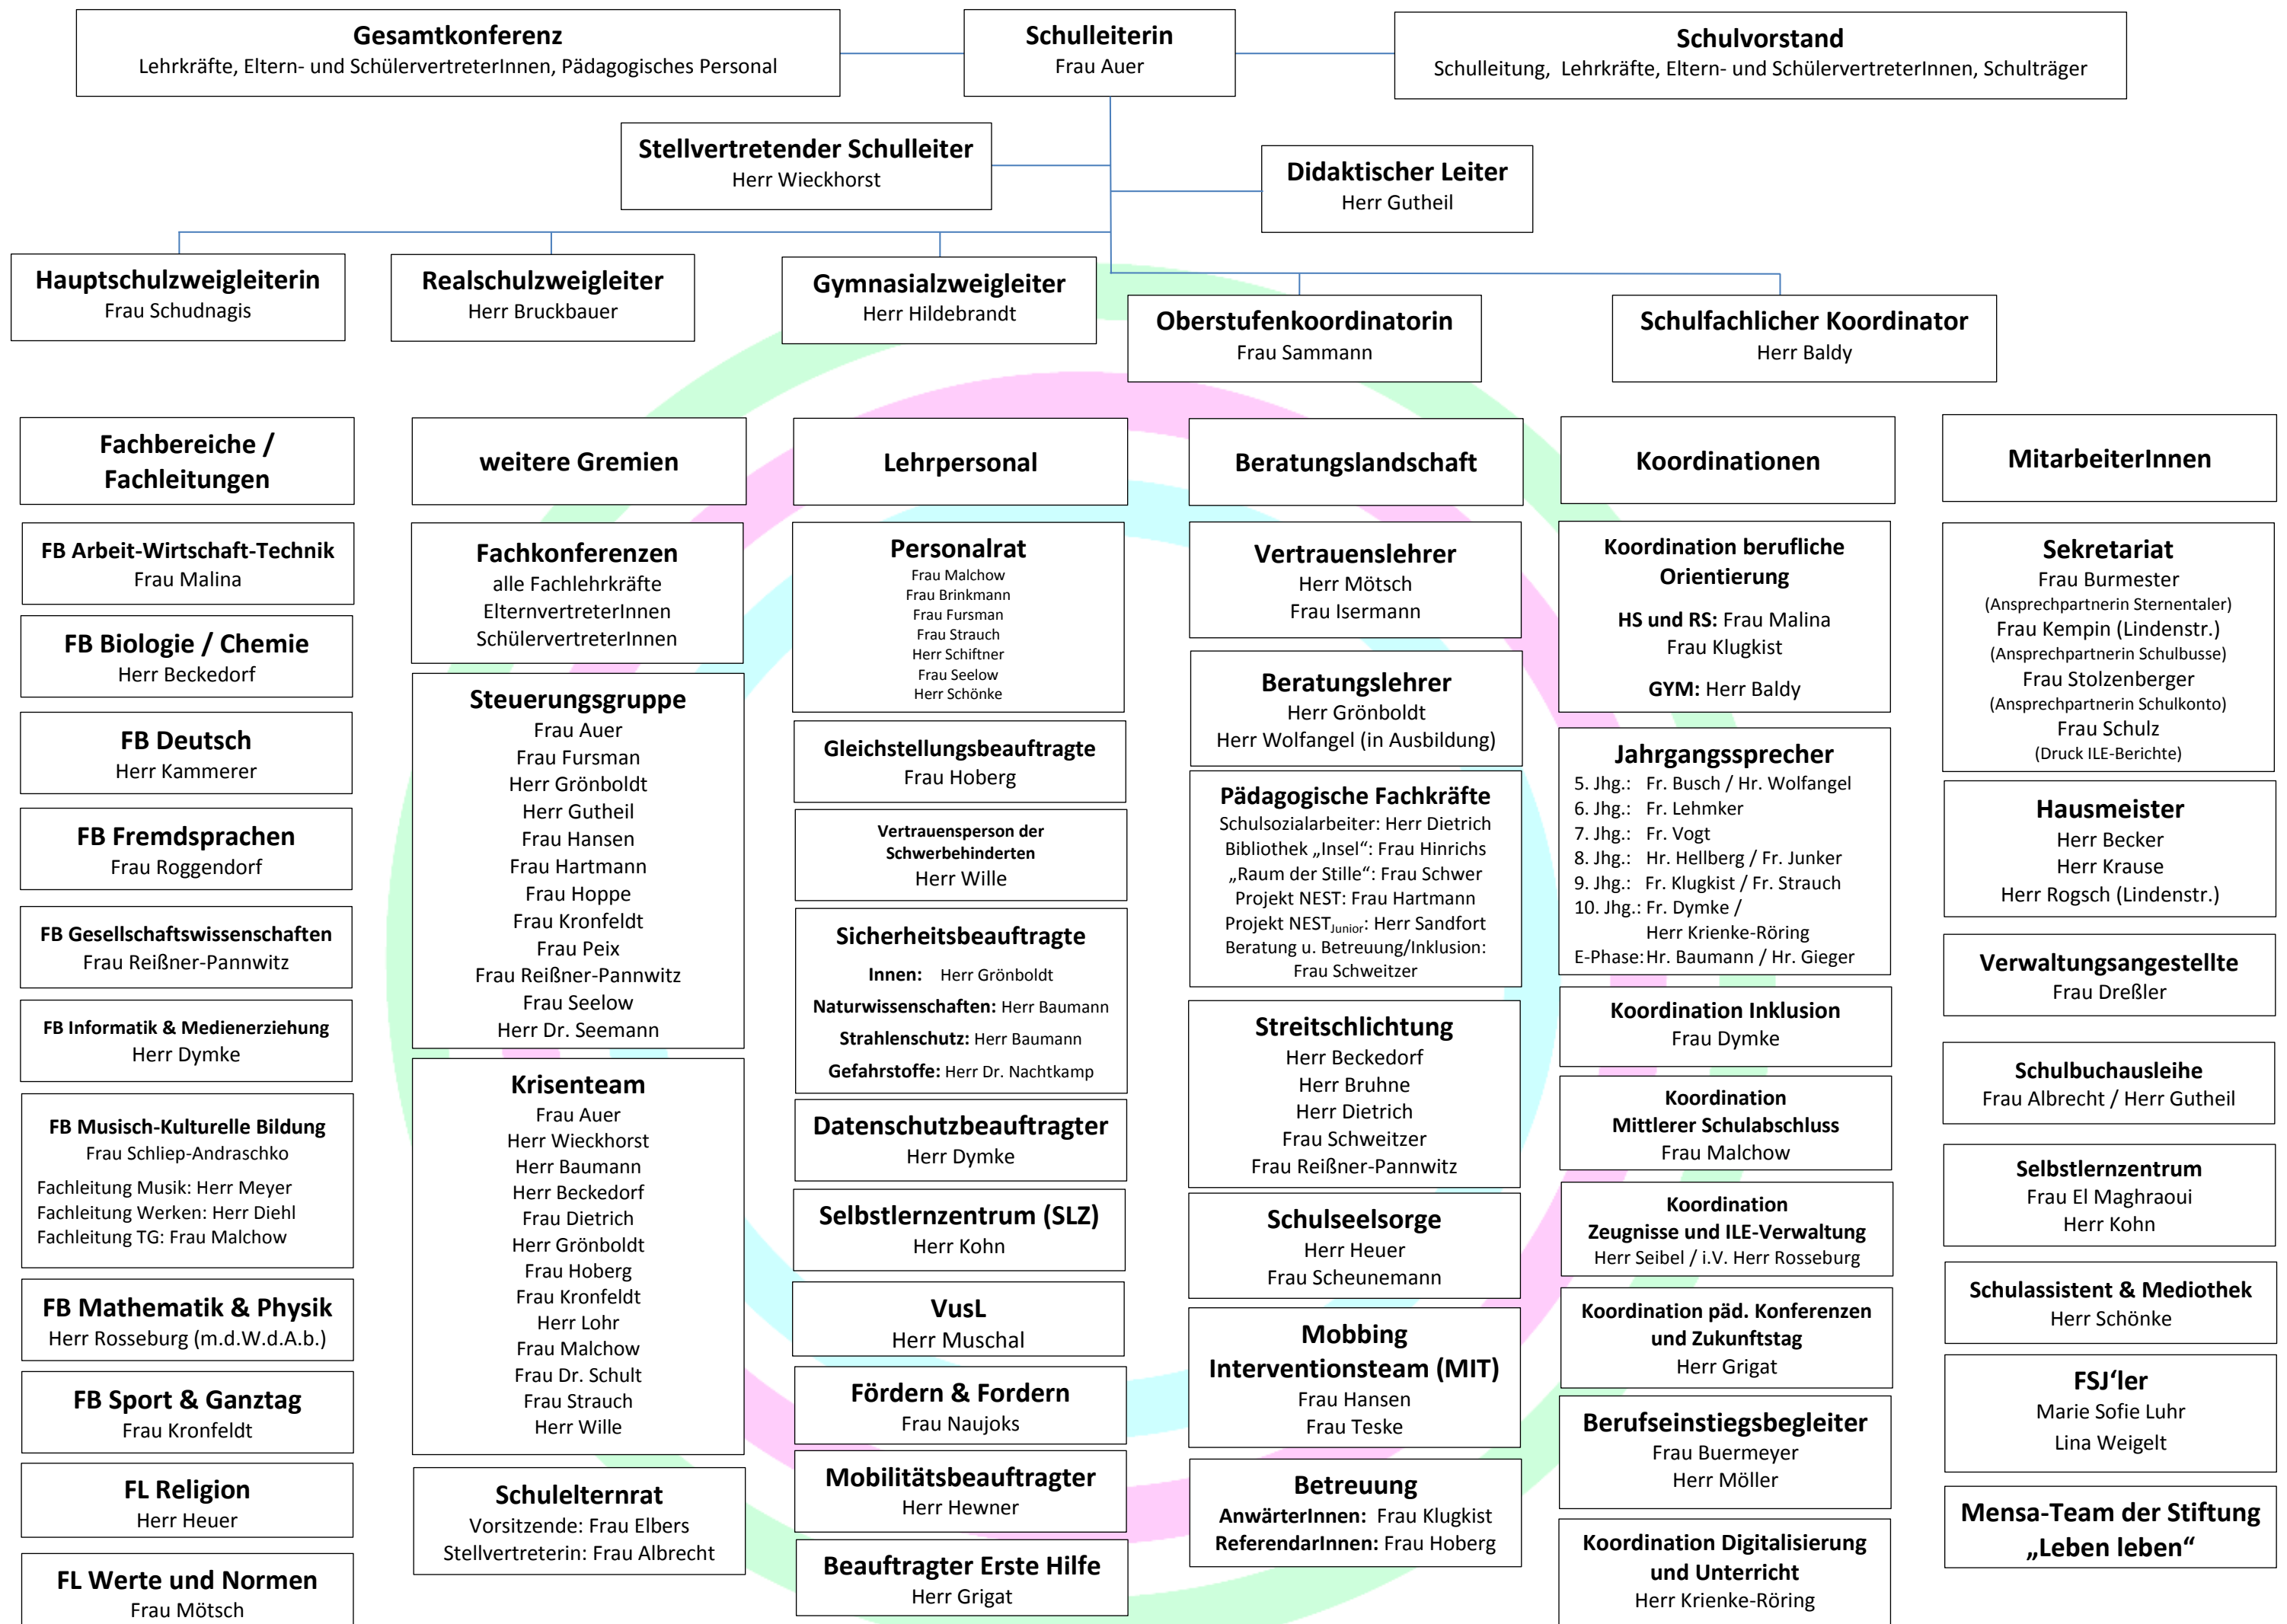 Gesamtkonferenz
Lehrkräfte, Eltern- und SchülervertreterInnen, Pädagogisches Personal
Schulleiterin
Frau Auer
Schulvorstand
Schulleitung, Lehrkräfte, Eltern- und SchülervertreterInnen, Schulträger
Stellvertretender Schulleiter
Herr Wieckhorst
Didaktischer Leiter
Herr Gutheil
Hauptschulzweigleiterin
Frau Schudnagis
Realschulzweigleiter
Herr Bruckbauer
Gymnasialzweigleiter
Herr Hildebrandt
Oberstufenkoordinatorin
Frau Sammann
Schulfachlicher Koordinator
Herr Baldy
Fachbereiche /
Fachleitungen
FB Arbeit-Wirtschaft-Technik
Frau Malina
FB Biologie / Chemie
Herr Beckedorf
FB Deutsch
Herr Kammerer
FB Fremdsprachen
Frau Roggendorf
FB Gesellschaftswissenschaften
Frau Reißner-Pannwitz
FB Informatik & Medienerziehung
Herr Dymke
FB Musisch-Kulturelle Bildung
Frau Schliep-Andraschko
Fachleitung Musik: Herr Meyer
Fachleitung Werken: Herr Diehl
Fachleitung TG: Frau Malchow
FB Mathematik & Physik
Herr Rosseburg (m.d.W.d.A.b.)
FB Sport & Ganztag
Frau Kronfeldt
FL Religion
Herr Heuer
FL Werte und Normen
Frau Mötsch
weitere Gremien
Fachkonferenzen
alle Fachlehrkräfte
ElternvertreterInnen
SchülervertreterInnen
Steuerungsgruppe
Frau Auer
Frau Fursman
Herr Grönboldt
Herr Gutheil
Frau Hansen
Frau Hartmann
Frau Hoppe
Frau Kronfeldt
Frau Peix
Frau Reißner-Pannwitz
Frau Seelow
Herr Dr. Seemann
Krisenteam
Frau Auer
Herr Wieckhorst
Herr Baumann
Herr Beckedorf
Frau Dietrich
Herr Grönboldt
Frau Hoberg
Frau Kronfeldt
Herr Lohr
Frau Malchow
Frau Dr. Schult
Frau Strauch
Herr Wille
Schulelternrat
Vorsitzende: Frau Elbers
Stellvertreterin: Frau Albrecht
Lehrpersonal
Personalrat
Frau Malchow
Frau Brinkmann
Frau Fursman
Frau Strauch
Herr Schiftner
Frau Seelow
Herr Schönke
Gleichstellungsbeauftragte
Frau Hoberg
Vertrauensperson der
Schwerbehinderten
Herr Wille
Sicherheitsbeauftragte
Innen: Herr Grönboldt
Naturwissenschaften: Herr Baumann
Strahlenschutz: Herr Baumann
Gefahrstoffe: Herr Dr. Nachtkamp
Datenschutzbeauftragter
Herr Dymke
Selbstlernzentrum (SLZ)
Herr Kohn
VusL
Herr Muschal
Fördern & Fordern
Frau Naujoks
Mobilitätsbeauftragter
Herr Hewner
Beauftragter Erste Hilfe
Herr Grigat
Beratungslandschaft
Vertrauenslehrer
Herr Mötsch
Frau Isermann
Beratungslehrer
Herr Grönboldt
Herr Wolfangel (in Ausbildung)
Pädagogische Fachkräfte
Schulsozialarbeiter: Herr Dietrich
Bibliothek „Insel“: Frau Hinrichs
„Raum der Stille“: Frau Schwer
Projekt NEST: Frau Hartmann
Projekt NESTJunior: Herr Sandfort
Beratung u. Betreuung/Inklusion:
Frau Schweitzer
Streitschlichtung
Herr Beckedorf
Herr Bruhne
Herr Dietrich
Frau Schweitzer
Frau Reißner-Pannwitz
Schulseelsorge
Herr Heuer
Frau Scheunemann
Mobbing
Interventionsteam (MIT)
Frau Hansen
Frau Teske
Betreuung
AnwärterInnen: Frau Klugkist
ReferendarInnen: Frau Hoberg
Koordinationen
Koordination berufliche
Orientierung
HS und RS: Frau Malina
Frau Klugkist
GYM: Herr Baldy
Jahrgangssprecher
5. Jhg.: Fr. Busch / Hr. Wolfangel
6. Jhg.: Fr. Lehmker
7. Jhg.: Fr. Vogt
8. Jhg.: Hr. Hellberg / Fr. Junker
9. Jhg.: Fr. Klugkist / Fr. Strauch
10. Jhg.: Fr. Dymke /
Herr Krienke-Röring
E-Phase: Hr. Baumann / Hr. Gieger
Koordination Inklusion
Frau Dymke
Koordination
Mittlerer Schulabschluss
Frau Malchow
Koordination
Zeugnisse und ILE-Verwaltung
Herr Seibel / i.V. Herr Rosseburg
Koordination päd. Konferenzen
und Zukunftstag
Herr Grigat
Berufseinstiegsbegleiter
Frau Buermeyer
Herr Möller
Koordination Digitalisierung
und Unterricht
Herr Krienke-Röring
MitarbeiterInnen
Sekretariat
Frau Burmester
(Ansprechpartnerin Sternentaler)
Frau Kempin (Lindenstr.)
(Ansprechpartnerin Schulbusse)
Frau Stolzenberger
(Ansprechpartnerin Schulkonto)
Frau Schulz
(Druck ILE-Berichte)
Hausmeister
Herr Becker
Herr Krause
Herr Rogsch (Lindenstr.)
Verwaltungsangestellte
Frau Dreßler
Schulbuchausleihe
Frau Albrecht / Herr Gutheil
Selbstlernzentrum
Frau El Maghraoui
Herr Kohn
Schulassistent & Mediothek
Herr Schönke
FSJ‘ler
Marie Sofie Luhr
Lina Weigelt
Mensa-Team der Stiftung
„Leben leben“